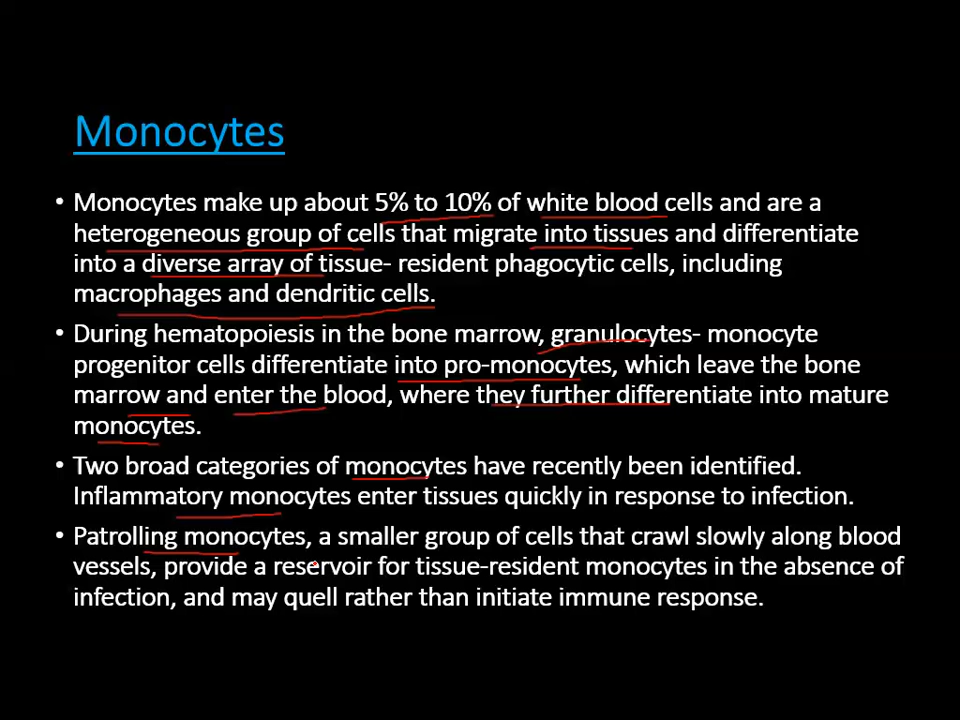 Monocytes
• Monocytes make up about 5% to 10% of white blood cells and are a
heterogeneous group of cells that migrate into tissues and differentiate
into a diverse array of tissue- resident phagocytic cells, including
macrophages and dendritic cells.
• During hematopoiesis in the bone marrow, granulocytes- monocyte
progenitor cells differentiate into pro-monocytes, which leave the bone
marrow and enter the blood, where they further differentiate into mature
monocytes.
• Two broad categories of monocytes have recently been identified.
Inflammatory monocytes enter tissues quickly in response to infection.
• Patrolling monocytes, a smaller group of cells that crawl slowly along blood
vessels, provide a reservoir for tissue-resident monocytes in the absence of
infection, and may quell rather than initiate immune response.